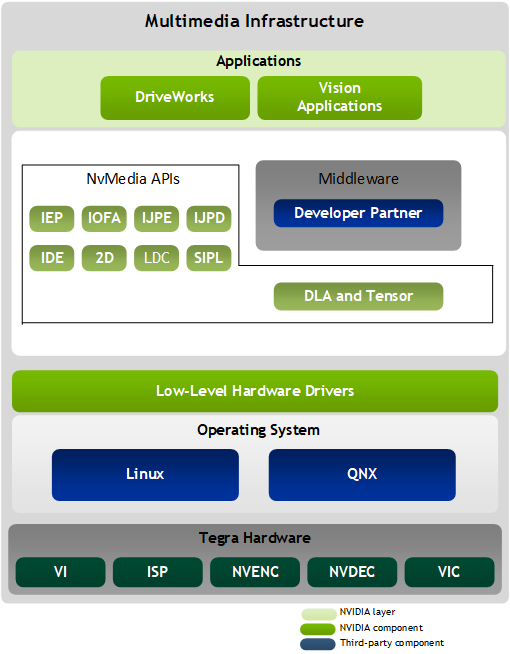 Multimedia Infrastructure
Applications
DriveWorks
Vision
Applications
NvMedia APIs
IEP IOFA IJPE IJPD
IDE 2D LDC SIPL
Middleware
Developer Partner
DLA and Tensor
Low-Level Hardware Drivers
Operating System
Linux QNX
Tegra Hardware
VI ISP NVENC NVDEC VIC
NVIDIA layer
NVIDIA component
Third-party component